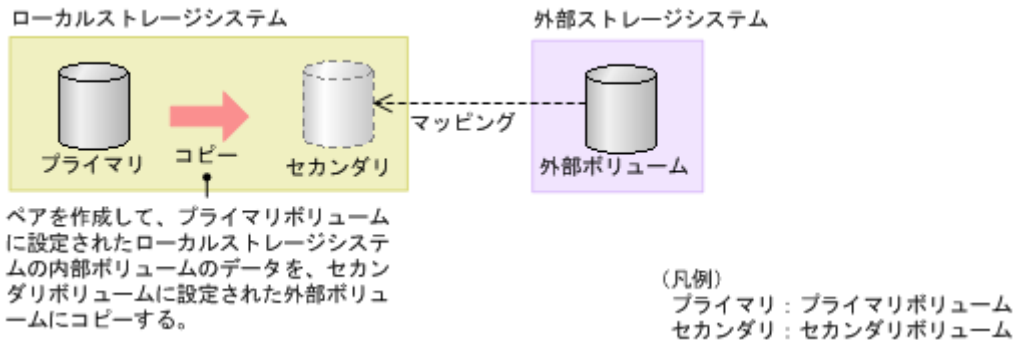 ローカルストレージシステム
外部ストレージシステム
マッピング
プライマリ
コピー
セカンダリ
外部ボリューム
ペアを作成して、プライマリボリューム
に設定されたローカルストレージシステ
ムの内部ボリュームのデータを、セカン
ダリボリュームに設定された外部ボリュ
ームにコピーする。
（凡例）
プライマリ：プライマリボリューム
セカンダリ：セカンダリボリューム